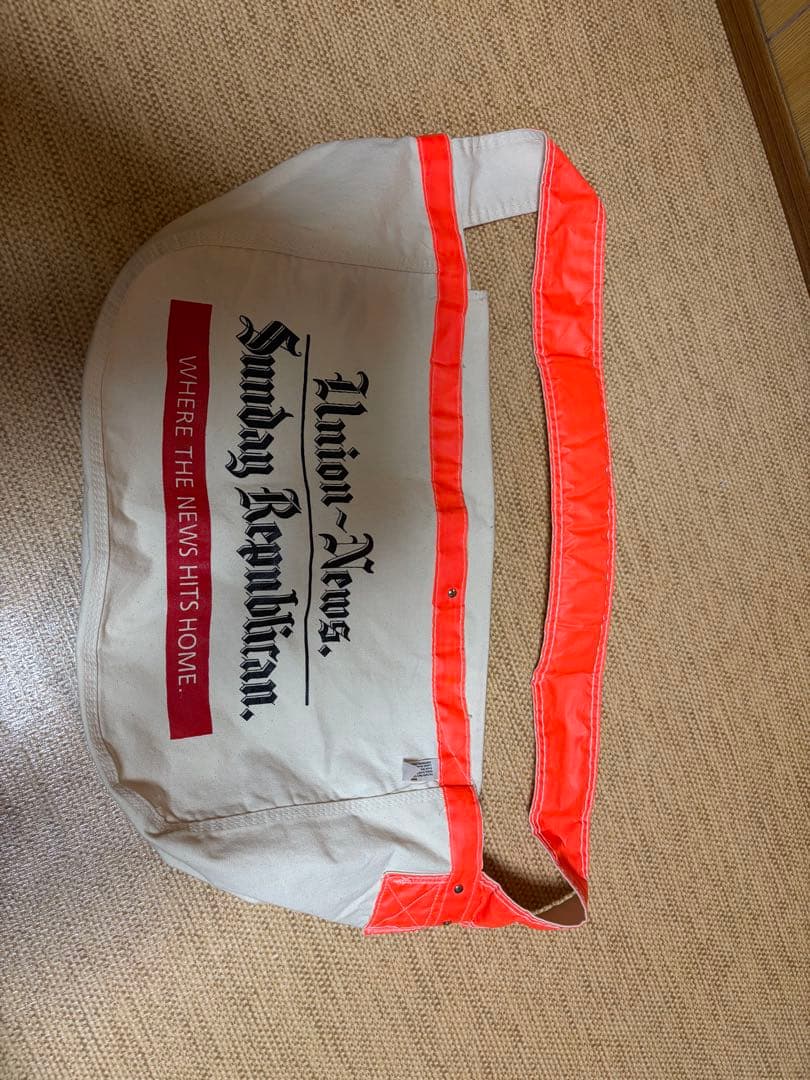 Union-News.
Sunday Republican.
WHERE THE NEWS HITS HOME.